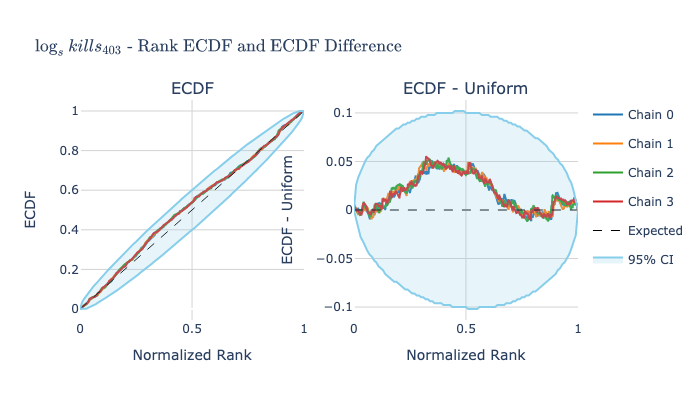 log_s kills_403 - Rank ECDF and ECDF Difference
ECDF
ECDF
1
0.8
0.6
0.4
0.2
0
0
0.5
1
Normalized Rank
ECDF - Uniform
ECDF - Uniform
0.1
0.05
0
−0.05
−0.1
0
0.5
1
Normalized Rank
Chain 0
Chain 1
Chain 2
Chain 3
Expected
95% CI